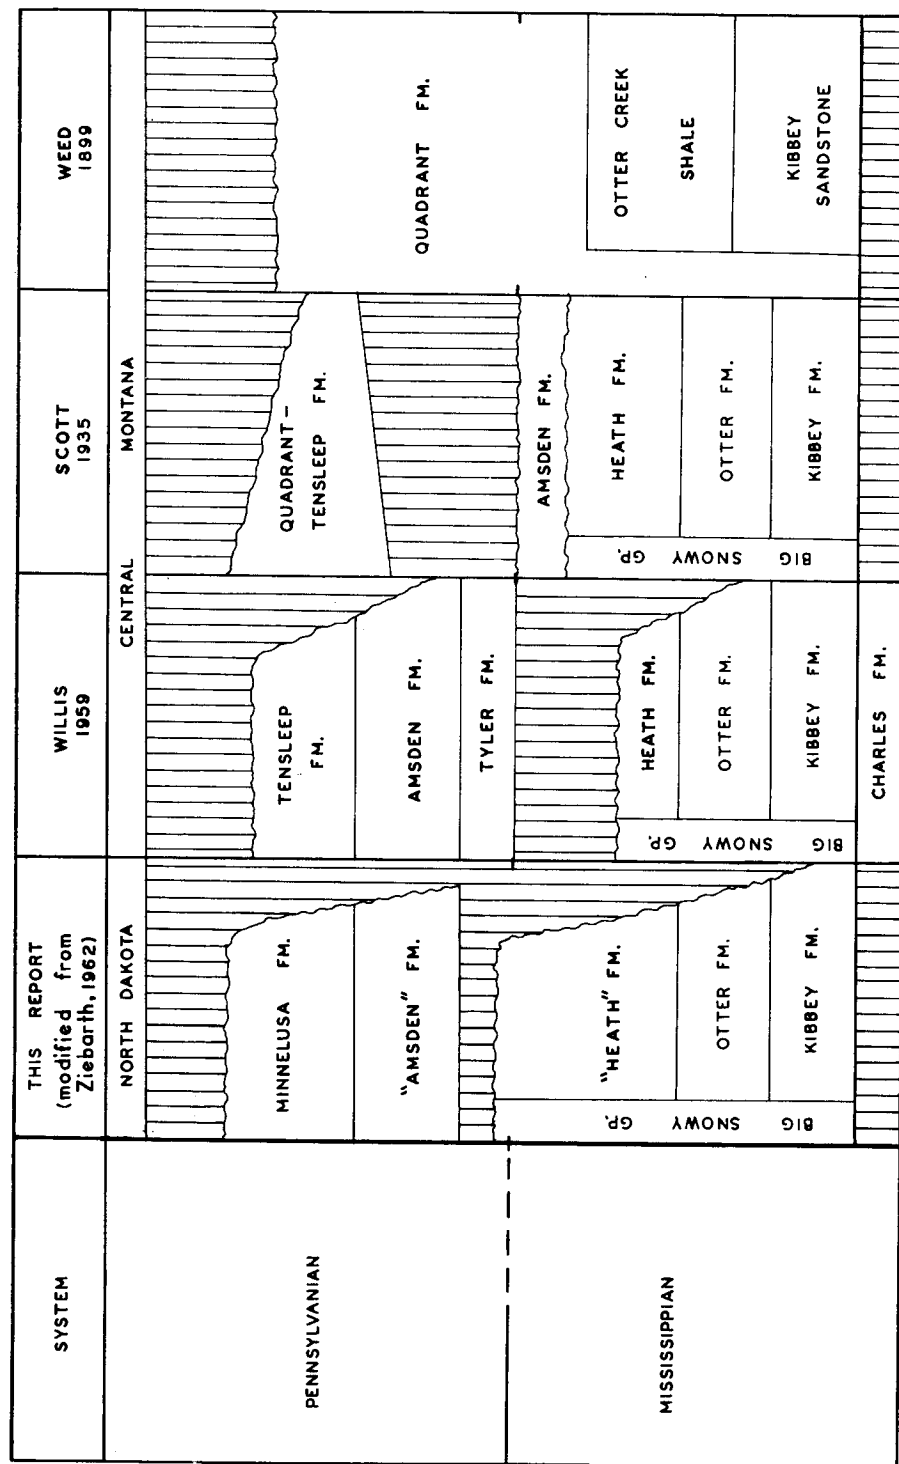 SYSTEM
THIS REPORT
(modified from
Ziebarth, 1962)
WILLIS
1959
SCOTT
1935
WEED
1899
NORTH DAKOTA
CENTRAL MONTANA
PENNSYLVANIAN
MISSISSIPPIAN
MINNELUSA FM.
"AMSDEN" FM.
"HEATH" FM.
OTTER FM.
KIBBEY FM.
BIG SNOWY GP.
TENSLEEP
FM.
AMSDEN FM.
TYLER FM.
HEATH FM.
OTTER FM.
KIBBEY FM.
BIG SNOWY GP.
CHARLES FM.
QUADRANT –
TENSLEEP FM.
AMSDEN FM.
HEATH FM.
OTTER FM.
KIBBEY FM.
BIG SNOWY GP.
QUADRANT FM.
OTTER CREEK
SHALE
KIBBEY
SANDSTONE